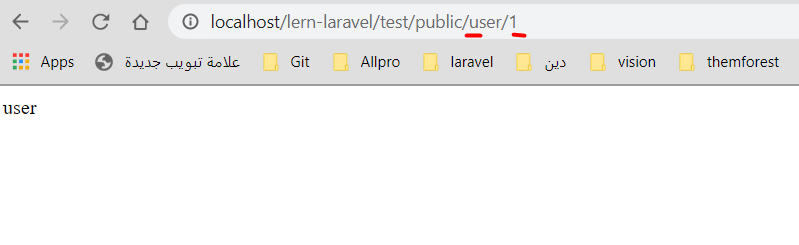 localhost/lern-laravel/test/public/user/1
Apps علامة تبويب جديدة Git Allpro laravel دين vision themforest
user